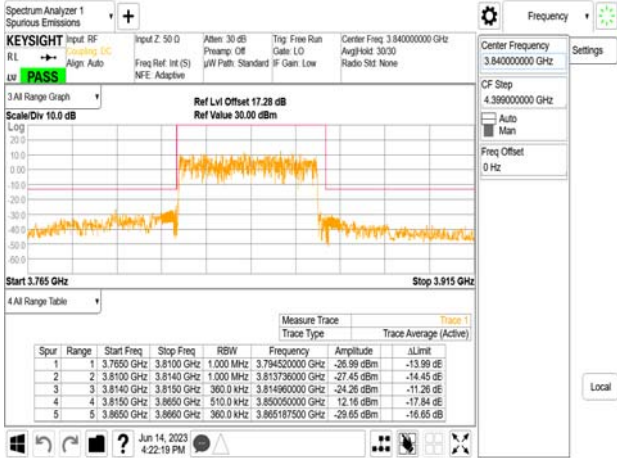 Spectrum Analyzer 1
Spurious Emissions
Frequency
KEYSIGHT
Input: RF
Coupling: DC
Align: Auto
Input Z: 50 Ω
Freq Ref: Int (S)
NFE: Adaptive
Atten: 30 dB
Preamp: Off
µW Path: Standard
Trig: Free Run
Gate: LO
IF Gain: Low
Center Freq: 3.840000000 GHz
Avg|Hold: 30/30
Radio Std: None
RL
LU PASS
3 All Range Graph
Scale/Div 10.0 dB
Ref Lvl Offset 17.28 dB
Ref Value 30.00 dBm
Log
20.0
10.0
0.00
-10.0
-20.0
-30.0
-40.0
-50.0
-60.0
Start 3.765 GHz
Stop 3.915 GHz
4 All Range Table
Measure Trace Trace 1
Trace Type Trace Average (Active)
Spur Range Start Freq Stop Freq RBW Frequency Amplitude ΔLimit
1 1 3.7650 GHz 3.8100 GHz 1.000 MHz 3.794520000 GHz -26.99 dBm -13.99 dB
2 2 3.8100 GHz 3.8140 GHz 1.000 MHz 3.813736000 GHz -27.45 dBm -14.45 dB
3 3 3.8140 GHz 3.8150 GHz 360.0 kHz 3.814960000 GHz -24.26 dBm -11.26 dB
4 4 3.8150 GHz 3.8650 GHz 510.0 kHz 3.850050000 GHz 12.16 dBm -17.84 dB
5 5 3.8650 GHz 3.8660 GHz 360.0 kHz 3.865187500 GHz -29.65 dBm -16.65 dB
Jun 14, 2023
4:22:19 PM
Center Frequency
3.840000000 GHz
Settings
CF Step
4.399000000 GHz
Auto
Man
Freq Offset
0 Hz
Local